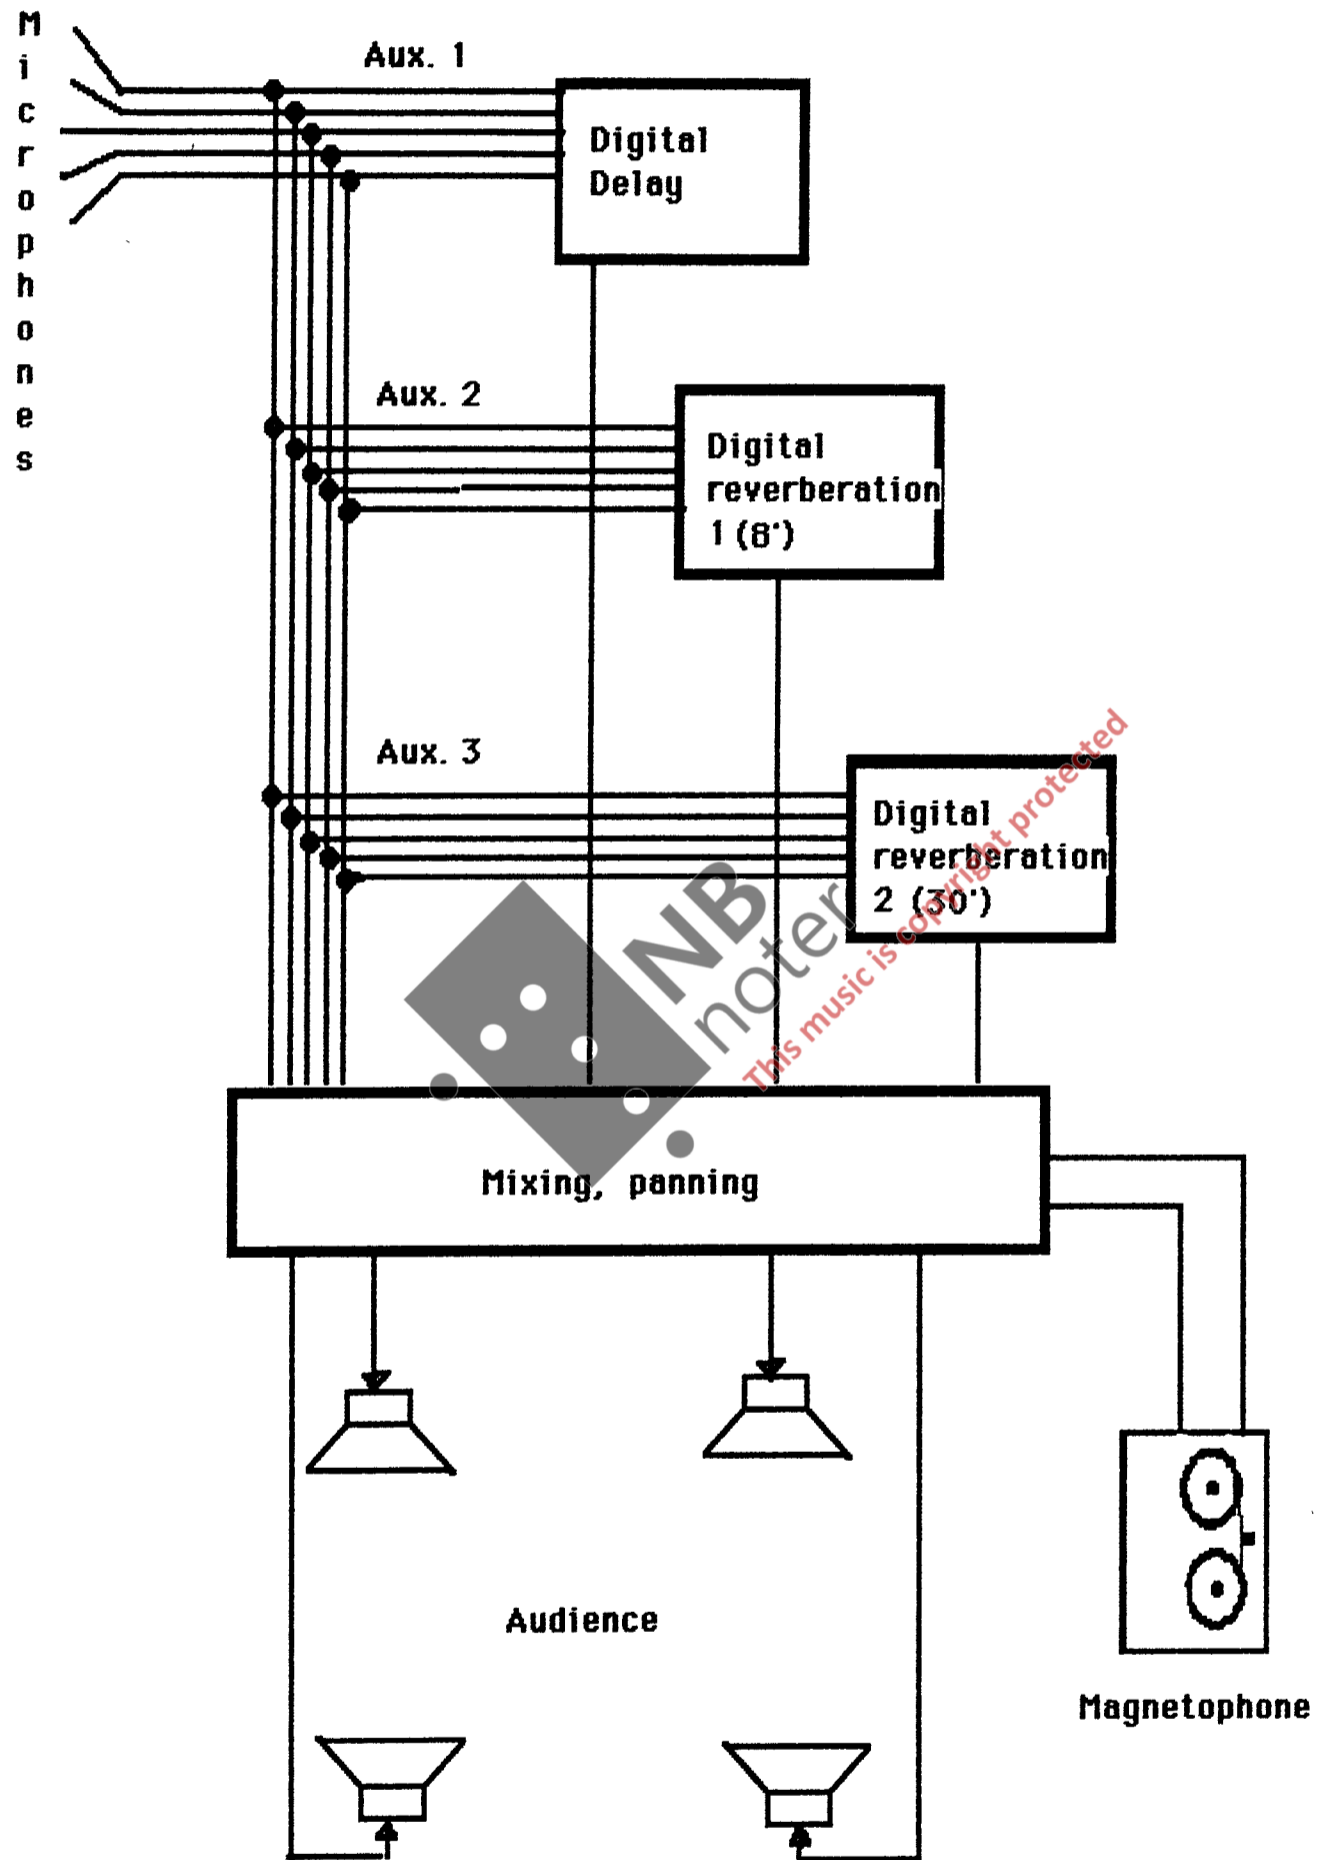 Microphones
Aux. 1
Digital
Delay
Aux. 2
Digital
reverberation
1 (8")
Aux. 3
Digital
reverberation
2 (30")
NB
noter
This music is copyright protected
Mixing, panning
Audience
Magnetophone